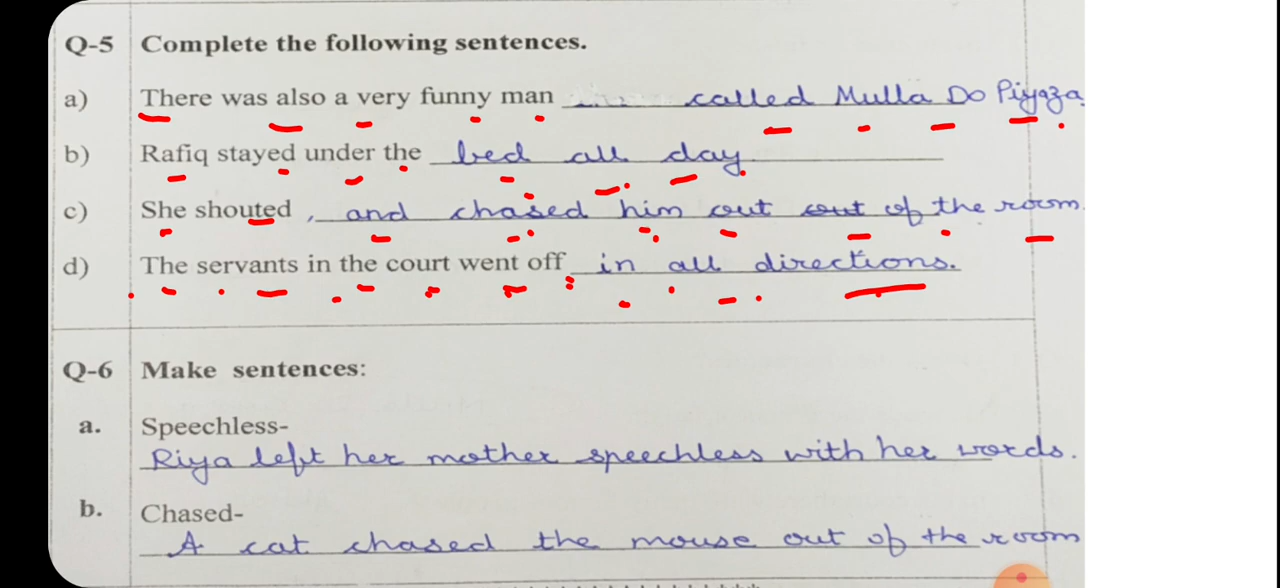 Q-5 Complete the following sentences.
a) There was also a very funny man called Mulla Do Piyaza
b) Rafiq stayed under the bed all day.
c) She shouted , and chased him out out of the room.
d) The servants in the court went off in all directions.
Q-6 Make sentences:
a. Speechless-
Riya left her mother speechless with her words.
b. Chased-
A cat chased the mouse out of the room